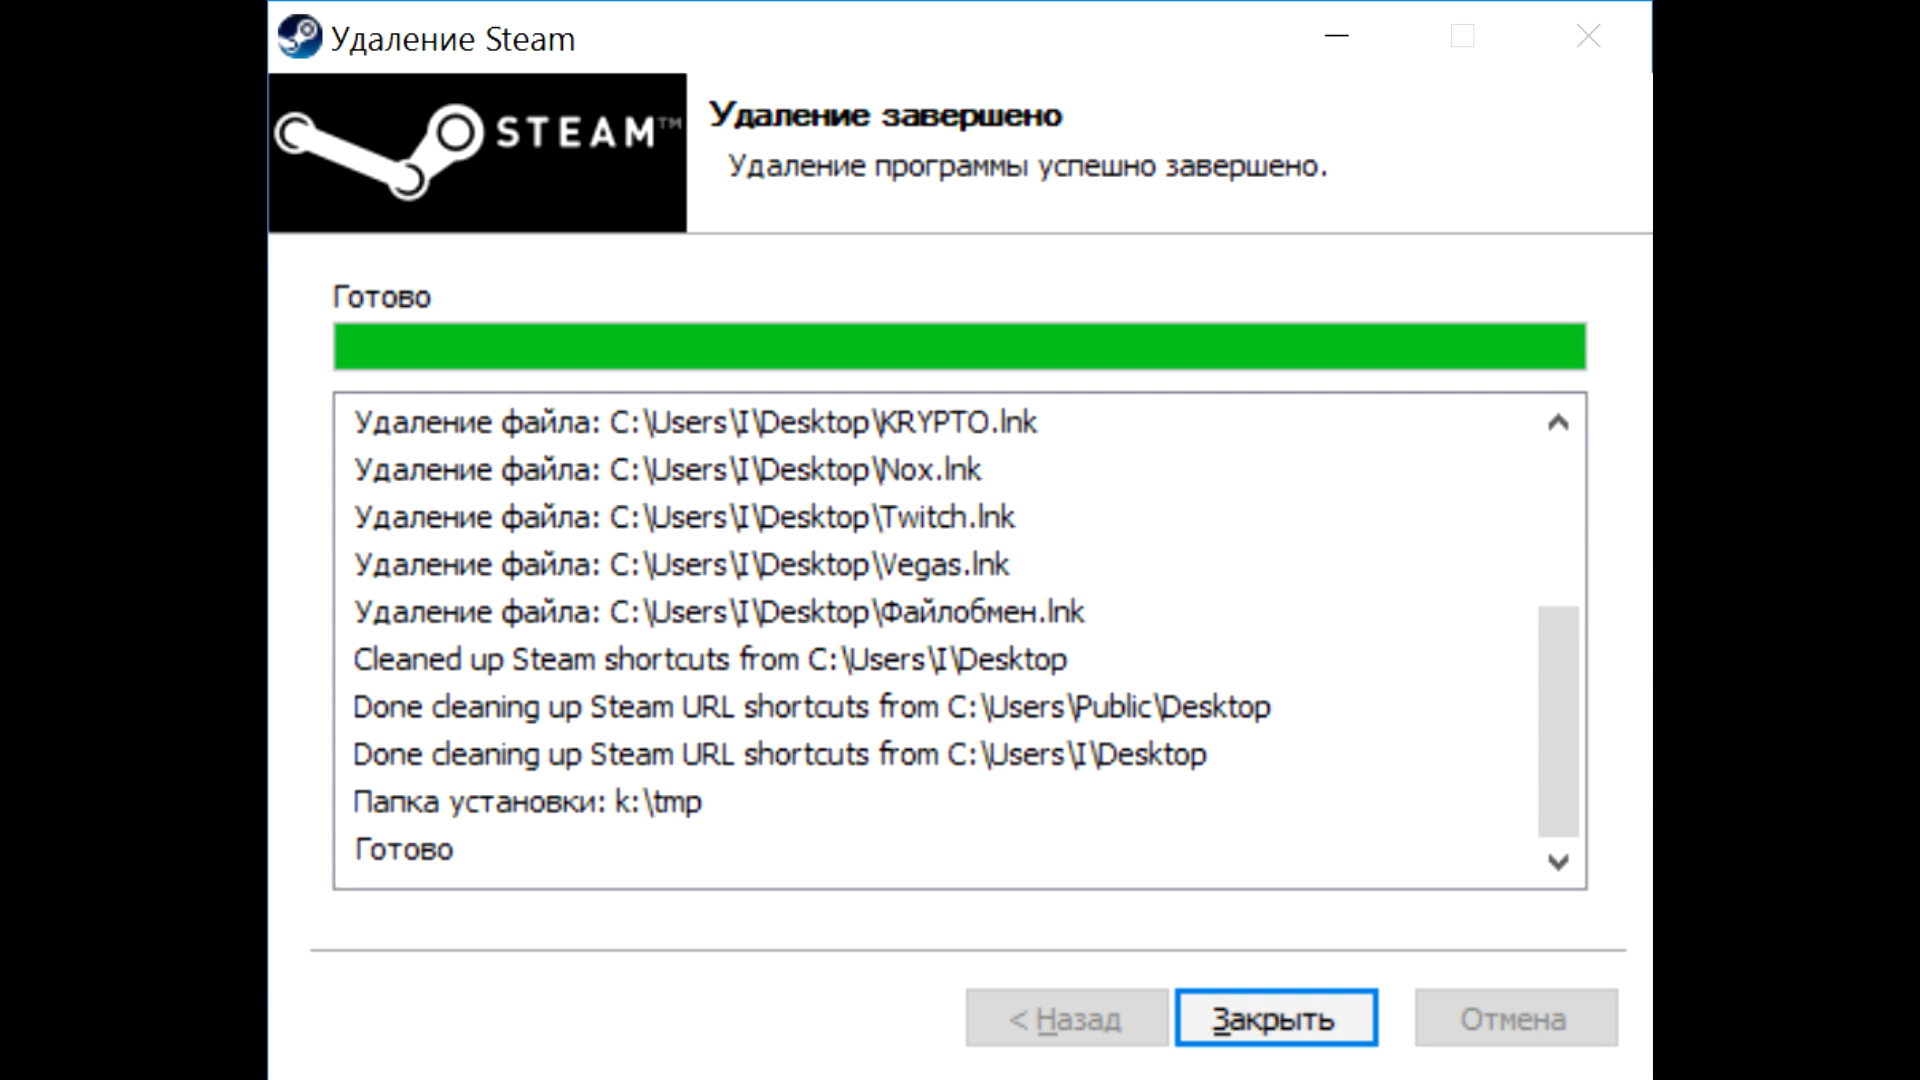 Удаление Steam
STEAM™
Удаление завершено
Удаление программы успешно завершено.
Готово
Удаление файла: C:\Users\I\Desktop\KRYPTO.lnk
Удаление файла: C:\Users\I\Desktop\Nox.lnk
Удаление файла: C:\Users\I\Desktop\Twitch.lnk
Удаление файла: C:\Users\I\Desktop\Vegas.lnk
Удаление файла: C:\Users\I\Desktop\Файлобмен.lnk
Cleaned up Steam shortcuts from C:\Users\I\Desktop
Done cleaning up Steam URL shortcuts from C:\Users\Public\Desktop
Done cleaning up Steam URL shortcuts from C:\Users\I\Desktop
Папка установки: k:\tmp
Готово
< Назад Закрыть Отмена